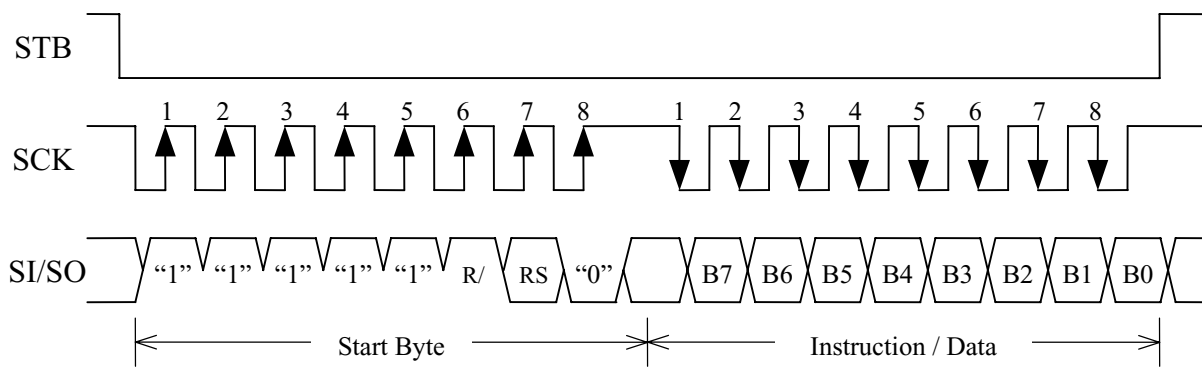 STB
1 2 3 4 5 6 7 8 1 2 3 4 5 6 7 8
SCK
SI/SO “1” “1” “1” “1” “1” R/ RS “0” B7 B6 B5 B4 B3 B2 B1 B0
Start Byte Instruction / Data